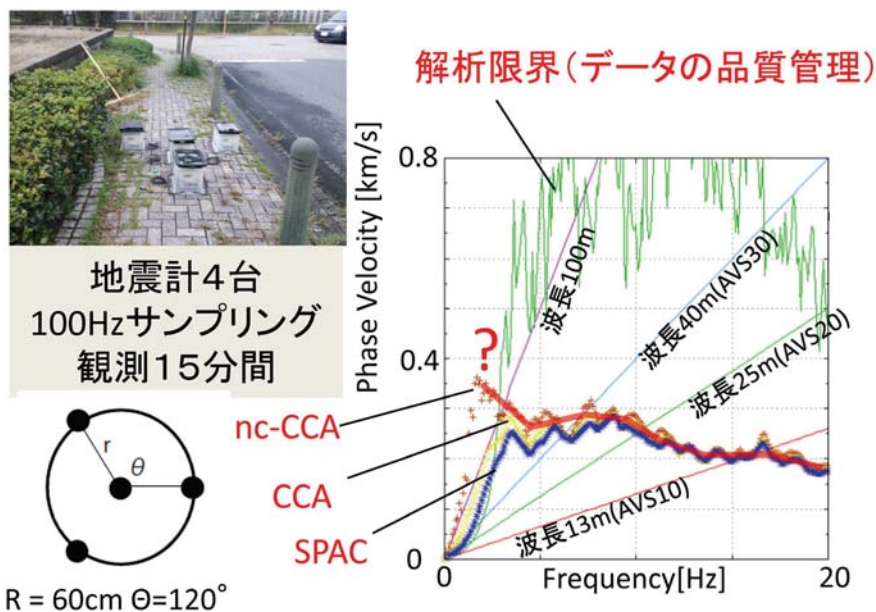 解析限界（データの品質管理）
地震計４台
100Hzサンプリング
観測１５分間
r
θ
R = 60cm Θ=120°
Phase Velocity [km/s]
0.8
0.4
0
?
nc-CCA
CCA
SPAC
波長100m
波長40m(AVS30)
波長25m(AVS20)
波長13m(AVS10)
0
Frequency[Hz]
20